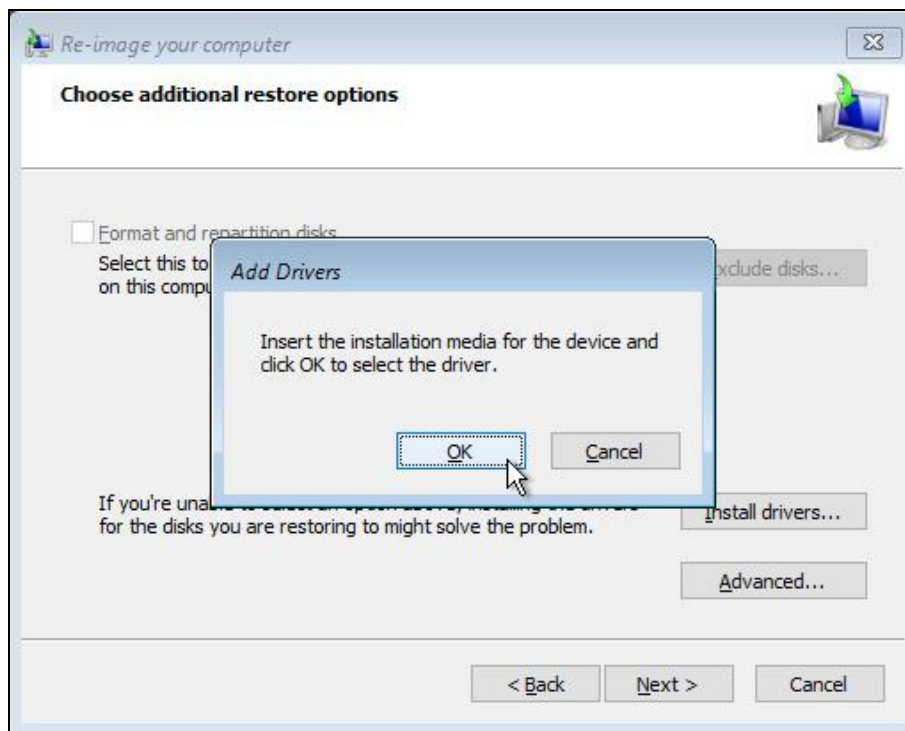 Re-image your computer
Choose additional restore options
Format and repartition disks
Select this to
on this compu
xclude disks...
Add Drivers
Insert the installation media for the device and
click OK to select the driver.
OK
Cancel
If you're una
for the disks you are restoring to might solve the problem.
Install drivers...
Advanced...
< Back
Next >
Cancel